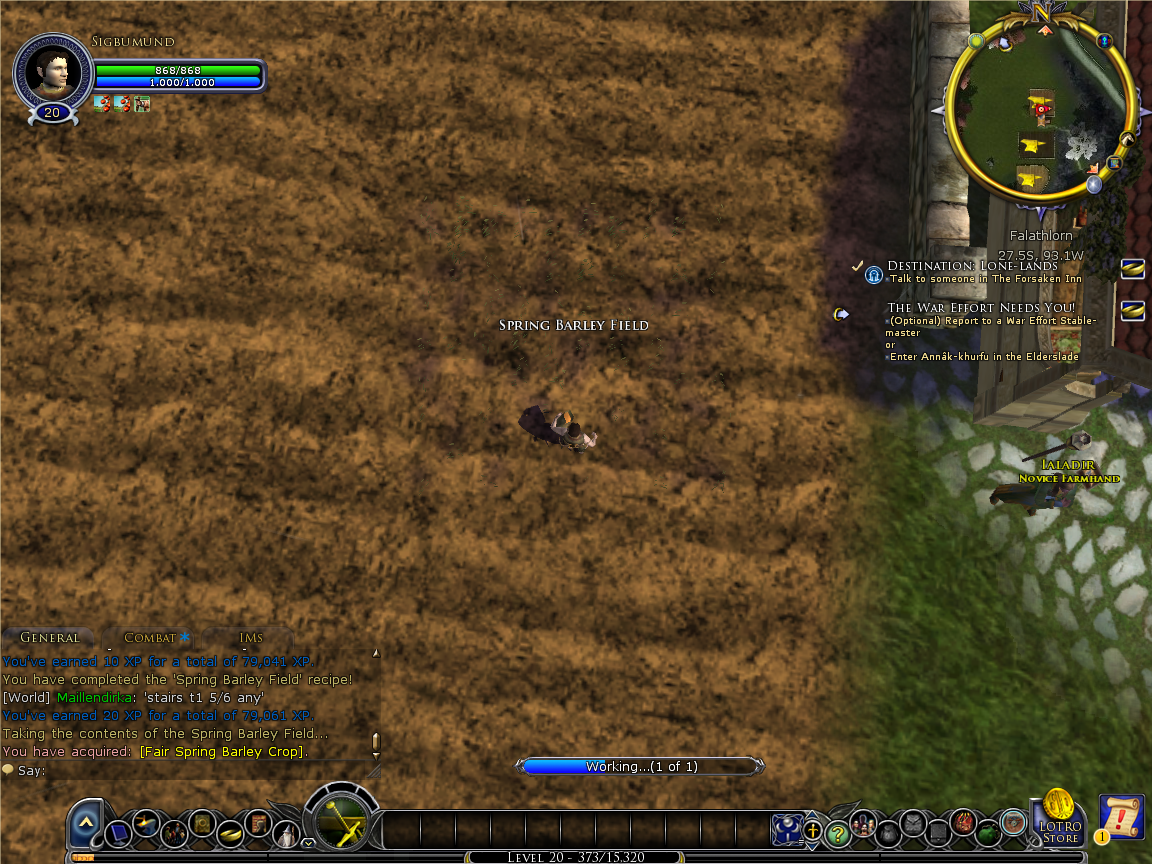 Sigbumund
868/868
1,000/1,000
20
N
Falathlorn
27.5S, 93.1W
Destination: Lone-lands
Talk to someone in The Forsaken Inn
The War Effort Needs You!
(Optional) Report to a War Effort Stable-
master
or
Enter Annâk-khurfu in the Elderslade
Spring Barley Field
Ialadir
Novice Farmhand
General
Combat
IMs
You've earned 10 XP for a total of 79,041 XP.
You have completed the 'Spring Barley Field' recipe!
[World] Maillendirka: 'stairs t1 5/6 any'
You've earned 20 XP for a total of 79,061 XP.
Taking the contents of the Spring Barley Field...
You have acquired: [Fair Spring Barley Crop].
Say:
Working...(1 of 1)
LOTRO
Store
1
Level 20 - 373/15,320